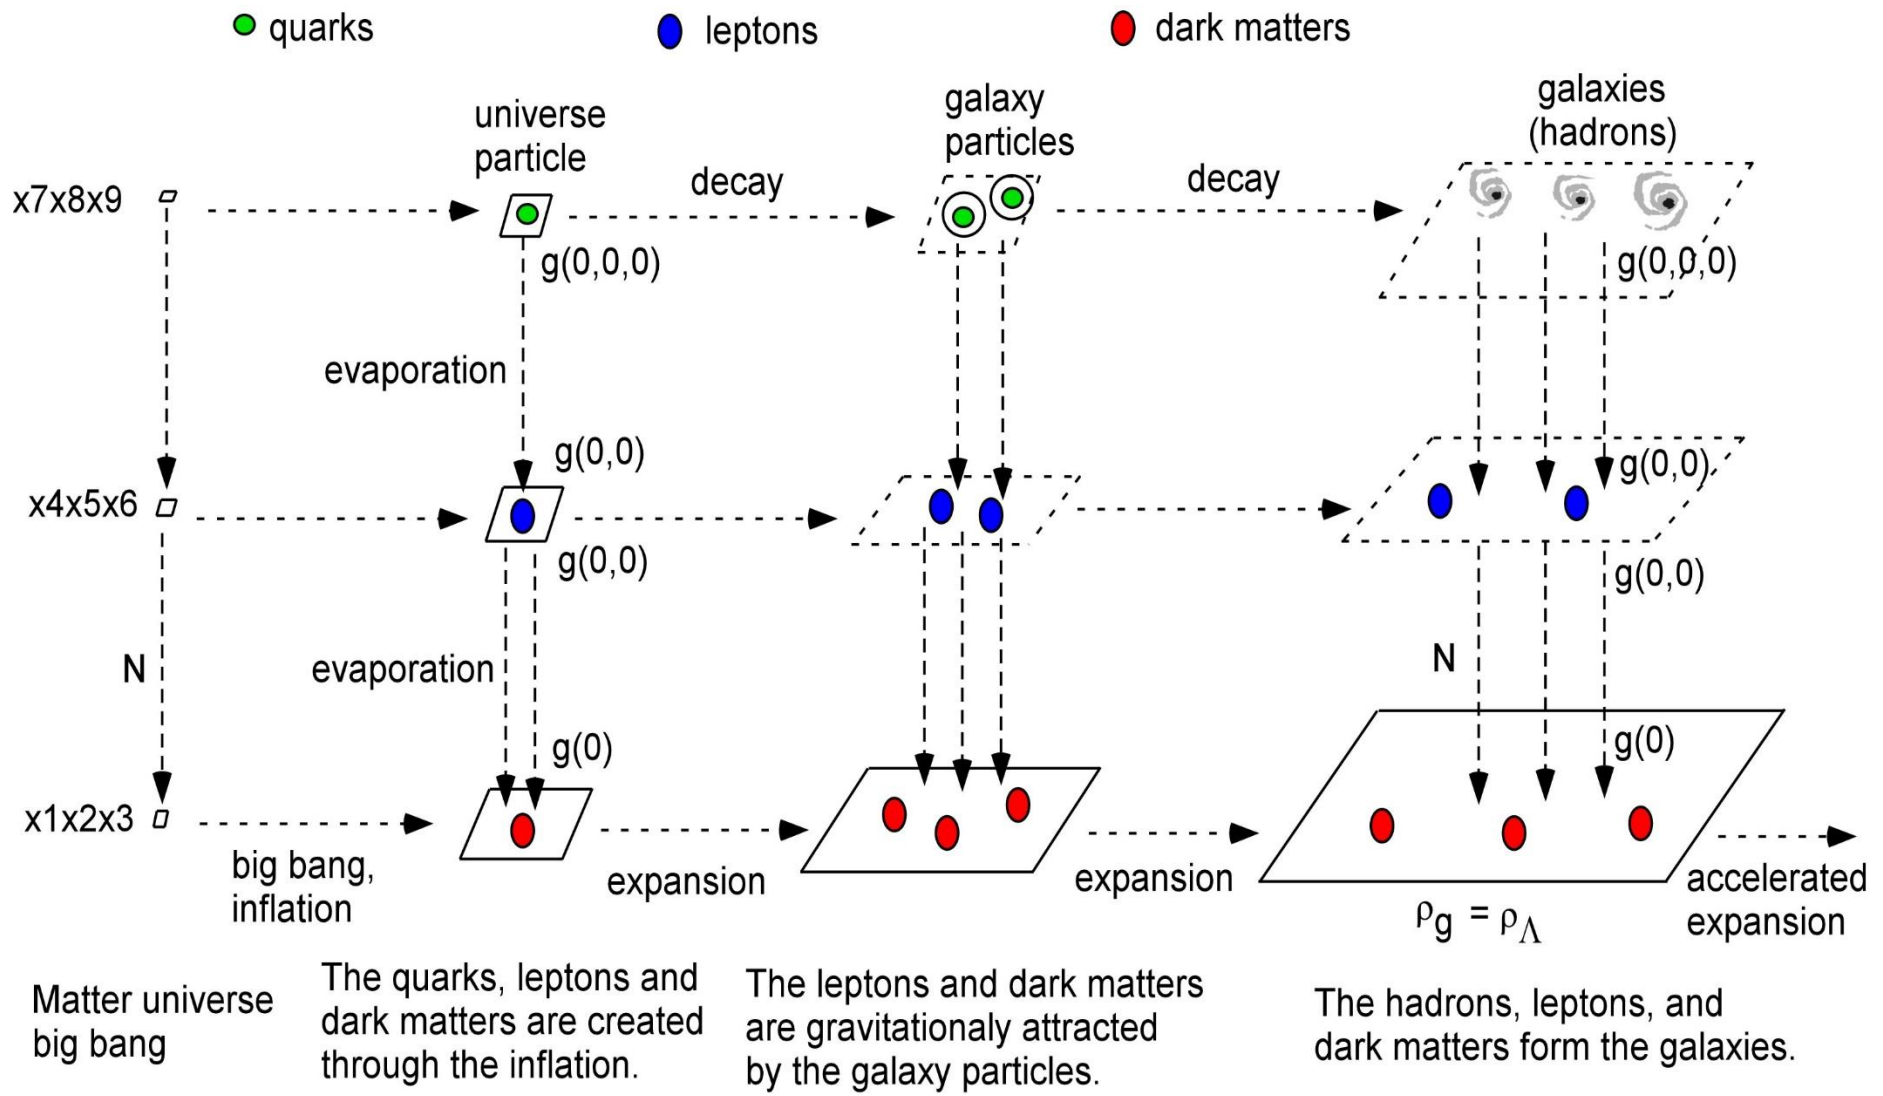 quarks
leptons
dark matters
universe
particle
galaxy
particles
galaxies
(hadrons)
x7x8x9
decay
decay
g(0,0,0)
g(0,0,0)
evaporation
g(0,0)
g(0,0)
x4x5x6
g(0,0)
g(0,0)
N
evaporation
N
g(0)
g(0)
x1x2x3
big bang,
inflation
expansion
expansion
accelerated
expansion
ρg = ρΛ
Matter universe
big bang
The quarks, leptons and
dark matters are created
through the inflation.
The leptons and dark matters
are gravitationaly attracted
by the galaxy particles.
The hadrons, leptons, and
dark matters form the galaxies.